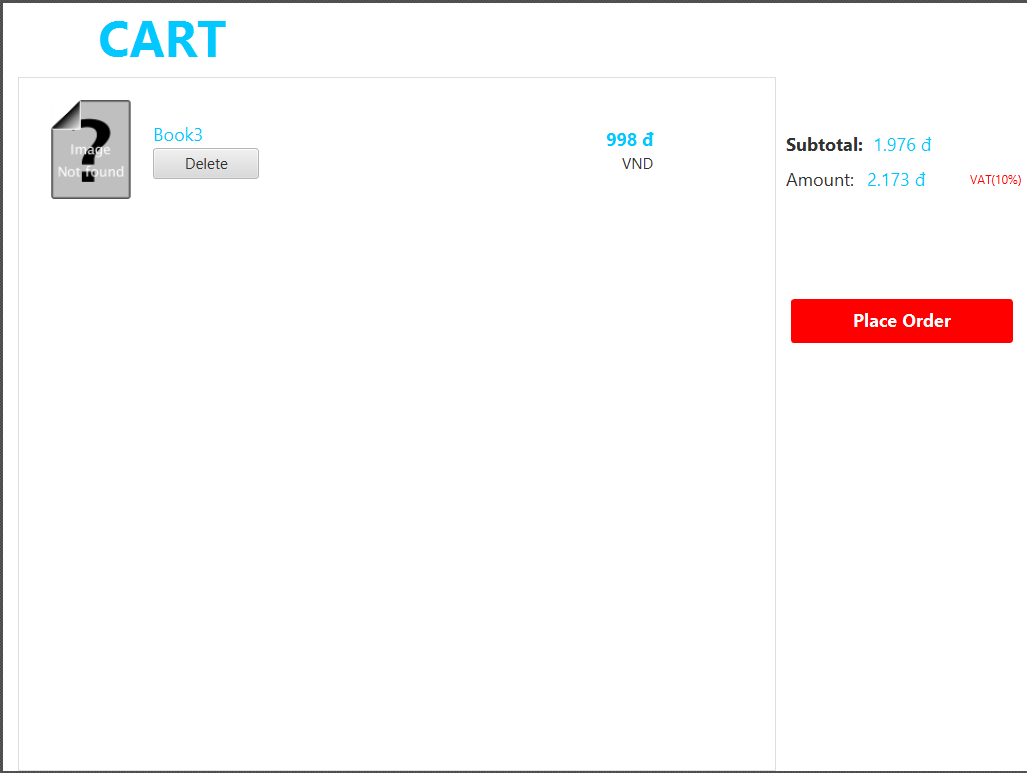 CART
Image
Not found
Book3
Delete
998 đ
VND
Subtotal: 1.976 đ
Amount: 2.173 đ VAT(10%)
Place Order